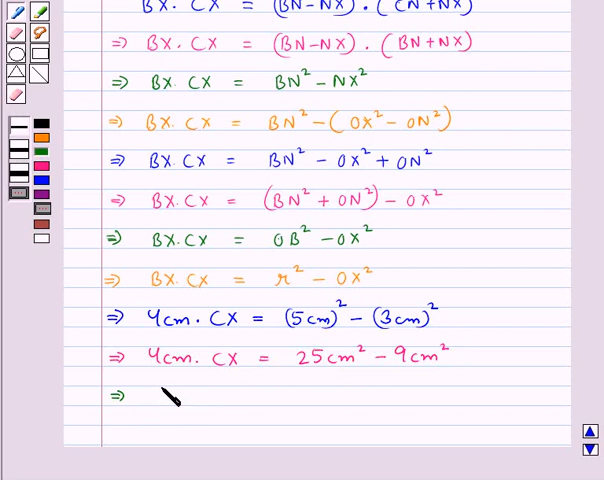 BX. CX = (BN-NX) . (CN+NX)
⇒ BX. CX = (BN-NX) . (BN+NX)
⇒ BX. CX = BN² - NX²
⇒ BX. CX = BN² - (OX² - ON²)
⇒ BX. CX = BN² - OX² + ON²
⇒ BX. CX = (BN² + ON²) - OX²
⇒ BX. CX = OB² - OX²
⇒ BX. CX = r² - OX²
⇒ 4cm. CX = (5cm)² - (3cm)²
⇒ 4cm. CX = 25cm² - 9cm²
⇒